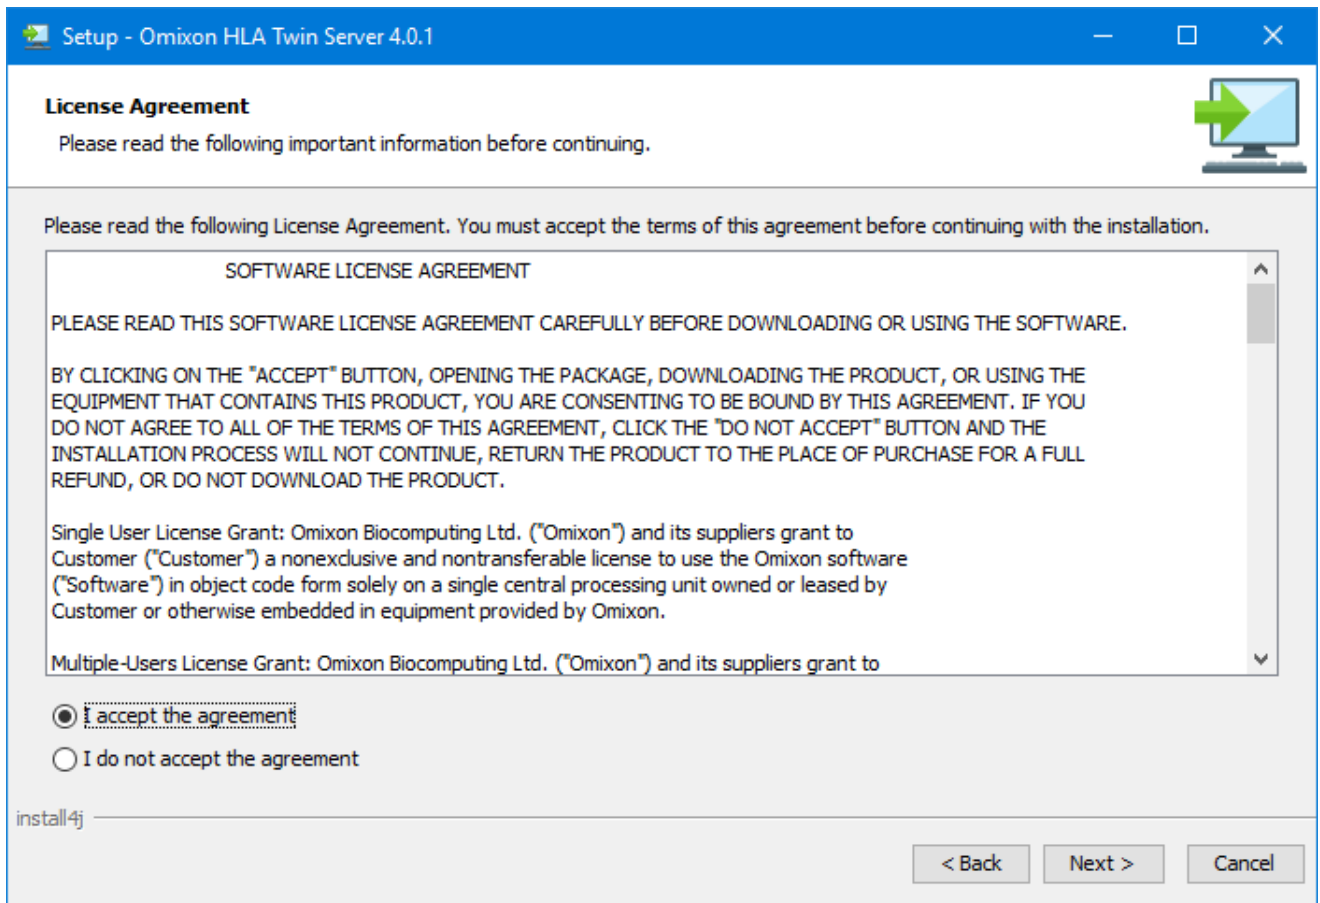 Setup - Omixon HLA Twin Server 4.0.1
License Agreement
Please read the following important information before continuing.
Please read the following License Agreement. You must accept the terms of this agreement before continuing with the installation.
SOFTWARE LICENSE AGREEMENT
PLEASE READ THIS SOFTWARE LICENSE AGREEMENT CAREFULLY BEFORE DOWNLOADING OR USING THE SOFTWARE.
BY CLICKING ON THE "ACCEPT" BUTTON, OPENING THE PACKAGE, DOWNLOADING THE PRODUCT, OR USING THE
EQUIPMENT THAT CONTAINS THIS PRODUCT, YOU ARE CONSENTING TO BE BOUND BY THIS AGREEMENT. IF YOU
DO NOT AGREE TO ALL OF THE TERMS OF THIS AGREEMENT, CLICK THE "DO NOT ACCEPT" BUTTON AND THE
INSTALLATION PROCESS WILL NOT CONTINUE, RETURN THE PRODUCT TO THE PLACE OF PURCHASE FOR A FULL
REFUND, OR DO NOT DOWNLOAD THE PRODUCT.
Single User License Grant: Omixon Biocomputing Ltd. ("Omixon") and its suppliers grant to
Customer ("Customer") a nonexclusive and nontransferable license to use the Omixon software
("Software") in object code form solely on a single central processing unit owned or leased by
Customer or otherwise embedded in equipment provided by Omixon.
Multiple-Users License Grant: Omixon Biocomputing Ltd. ("Omixon") and its suppliers grant to
I accept the agreement
I do not accept the agreement
install4j
< Back
Next >
Cancel